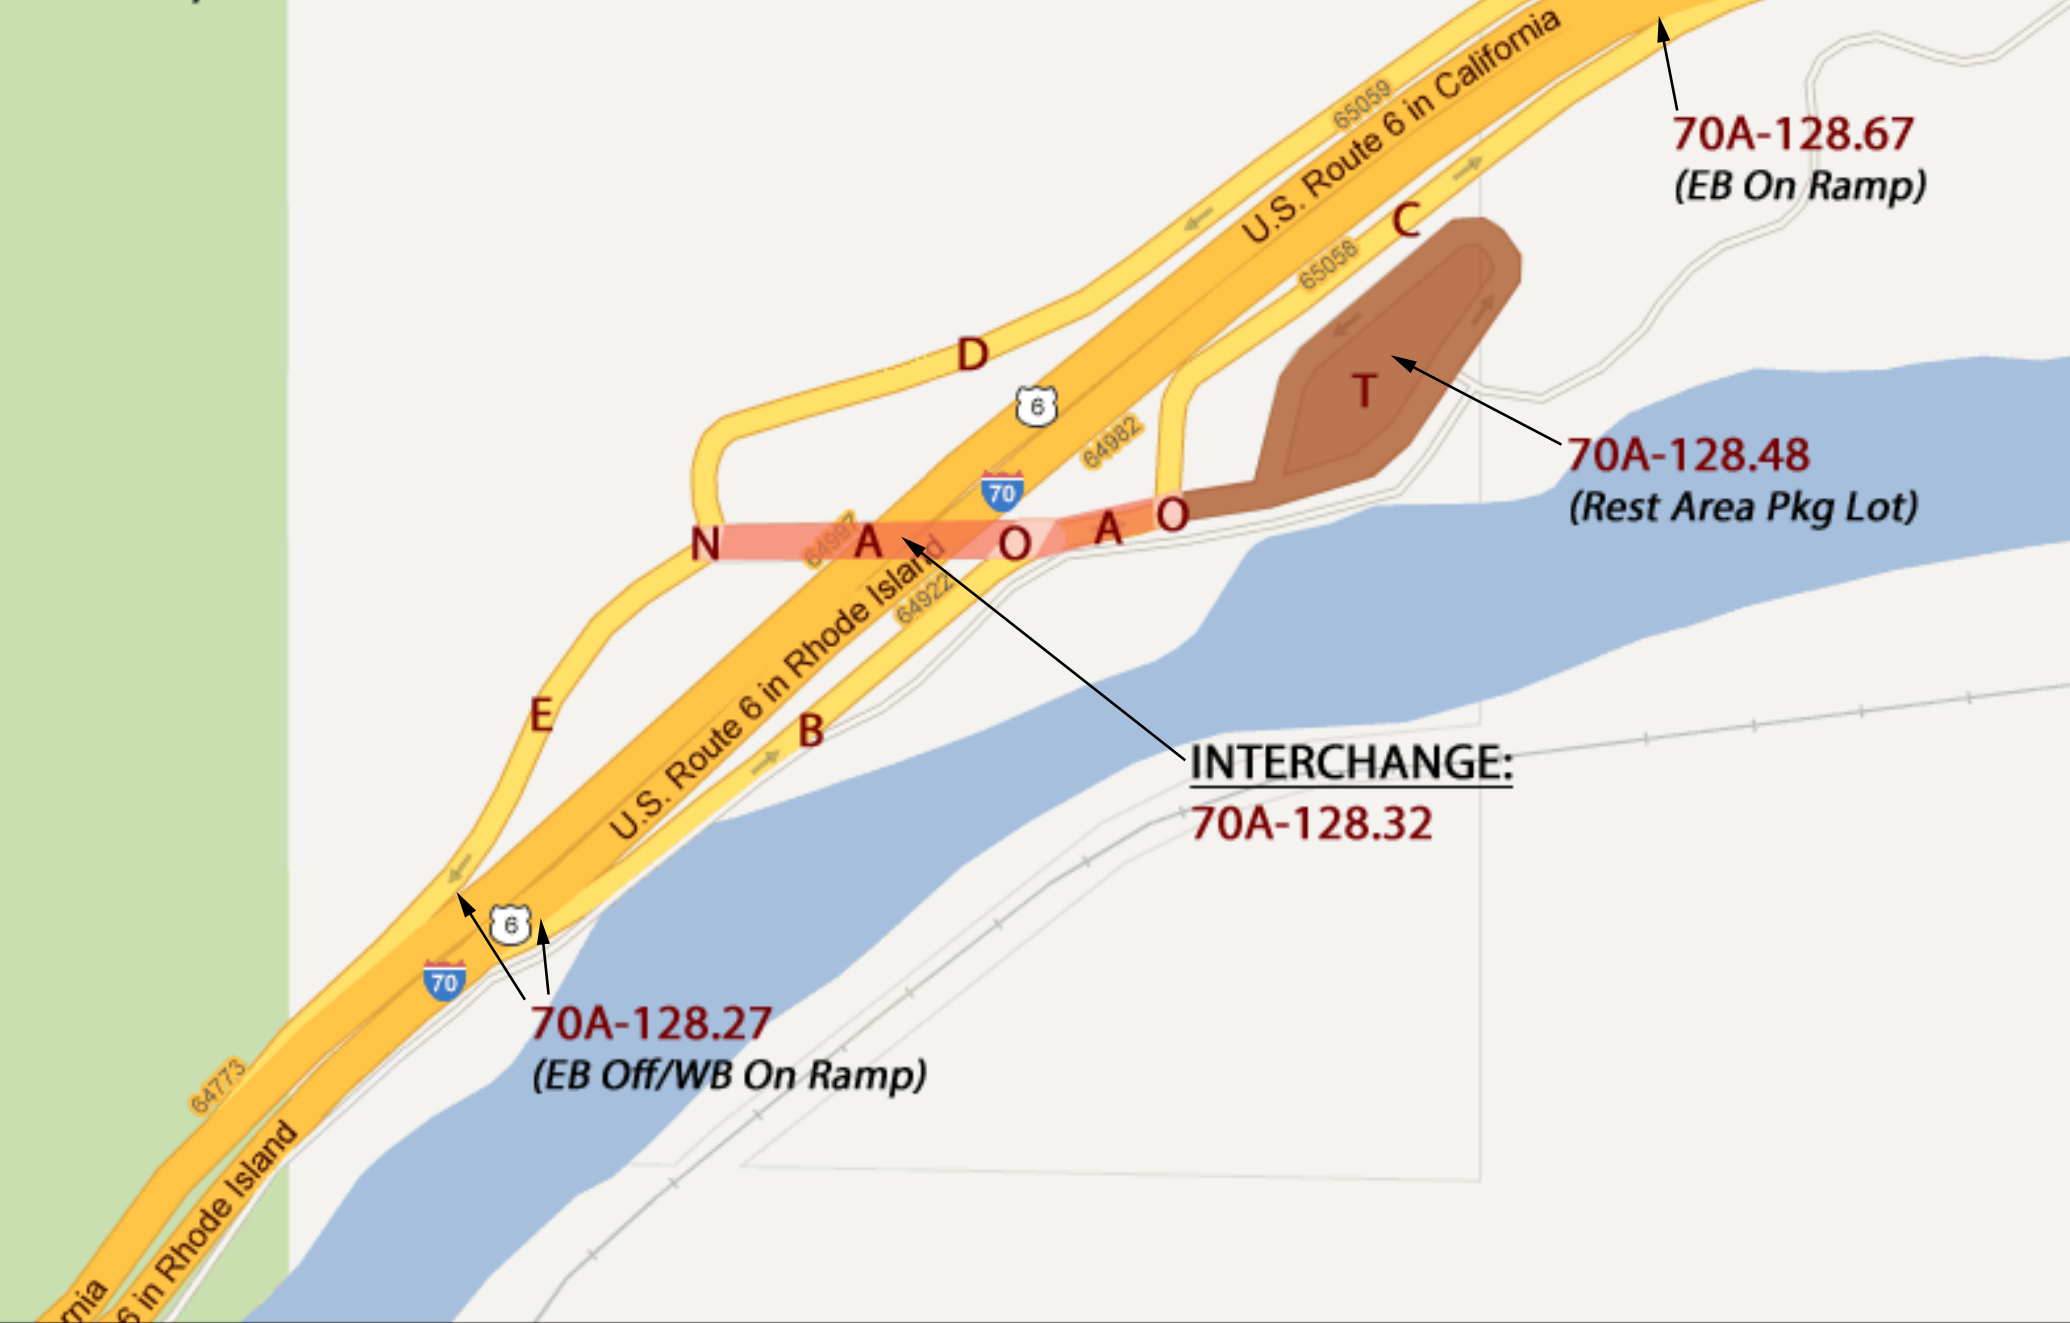 65059
U.S. Route 6 in California
70A-128.67
(EB On Ramp)
C
65058
D
6
T
64982
70A-128.48
(Rest Area Pkg Lot)
70
N
A
O
A
O
64997
U.S. Route 6 in Rhode Island
64922
E
B
INTERCHANGE:
70A-128.32
6
70
70A-128.27
(EB Off/WB On Ramp)
64773
6 in Rhode Island
rnia